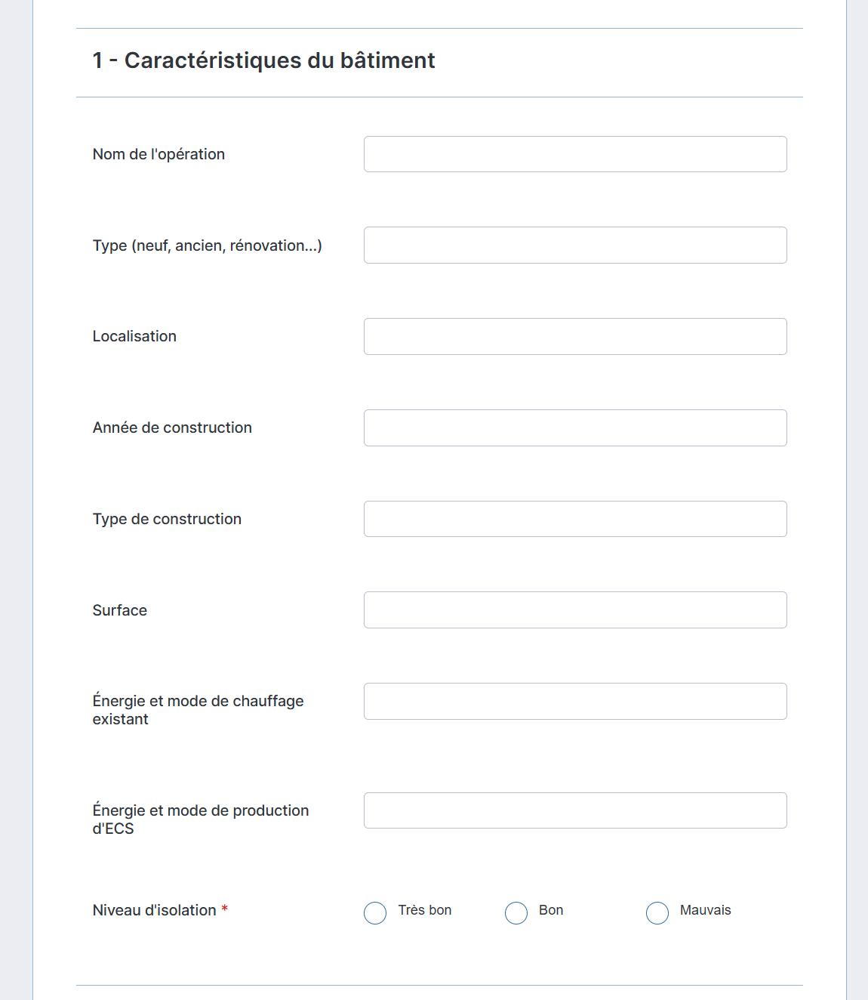 1 - Caractéristiques du bâtiment
Nom de l'opération
Type (neuf, ancien, rénovation...)
Localisation
Année de construction
Type de construction
Surface
Énergie et mode de chauffage
existant
Énergie et mode de production
d'ECS
Niveau d'isolation * Très bon Bon Mauvais